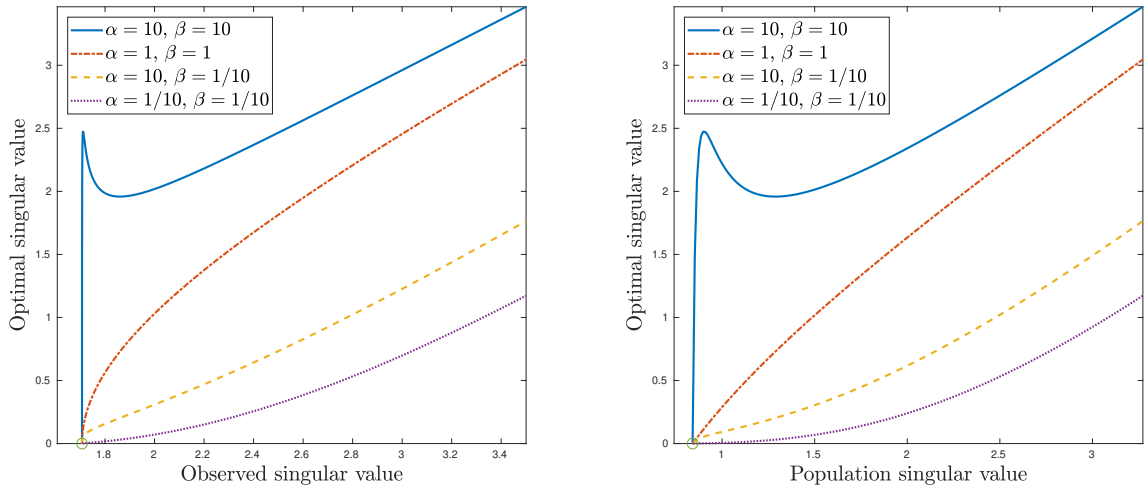 α = 10, β = 10
α = 1, β = 1
α = 10, β = 1/10
α = 1/10, β = 1/10
Optimal singular value
3
2.5
2
1.5
1
0.5
0
1.8 2 2.2 2.4 2.6 2.8 3 3.2 3.4
Observed singular value
α = 10, β = 10
α = 1, β = 1
α = 10, β = 1/10
α = 1/10, β = 1/10
Optimal singular value
3
2.5
2
1.5
1
0.5
0
1 1.5 2 2.5 3
Population singular value